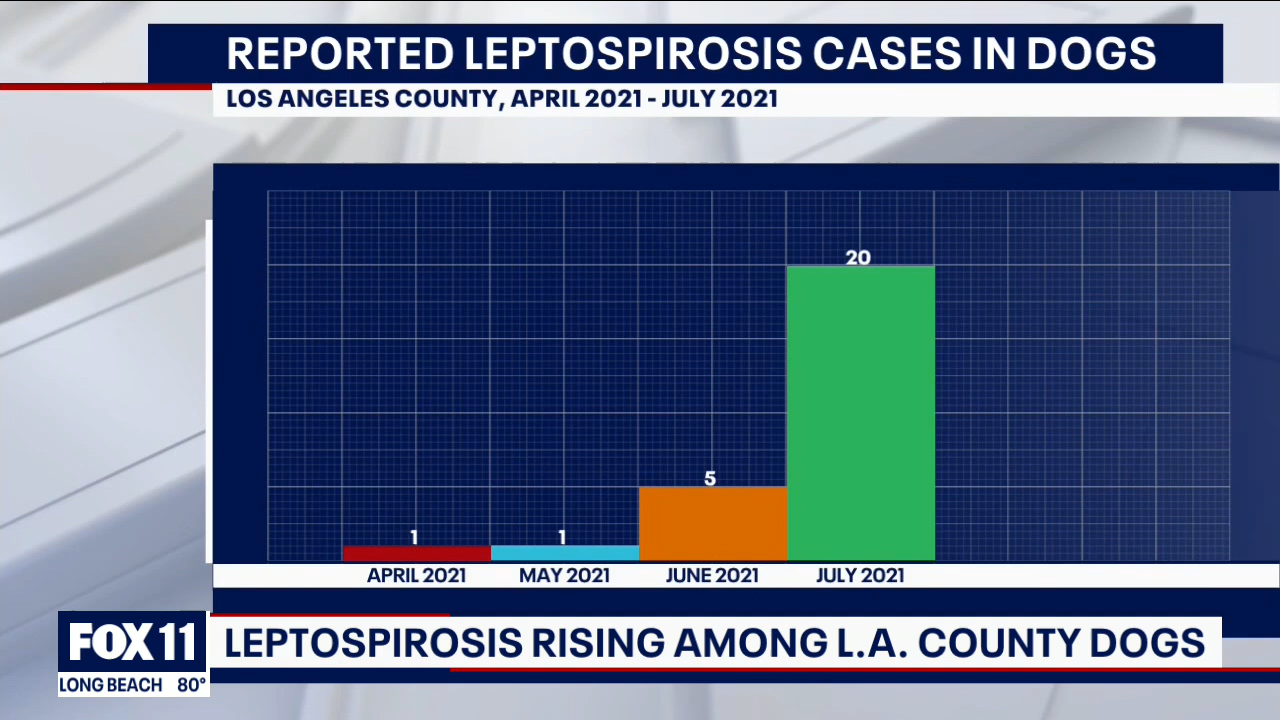 REPORTED LEPTOSPIROSIS CASES IN DOGS
LOS ANGELES COUNTY, APRIL 2021 - JULY 2021
20
5
1
1
APRIL 2021
MAY 2021
JUNE 2021
JULY 2021
FOX 11
LEPTOSPIROSIS RISING AMONG L.A. COUNTY DOGS
LONG BEACH 80°